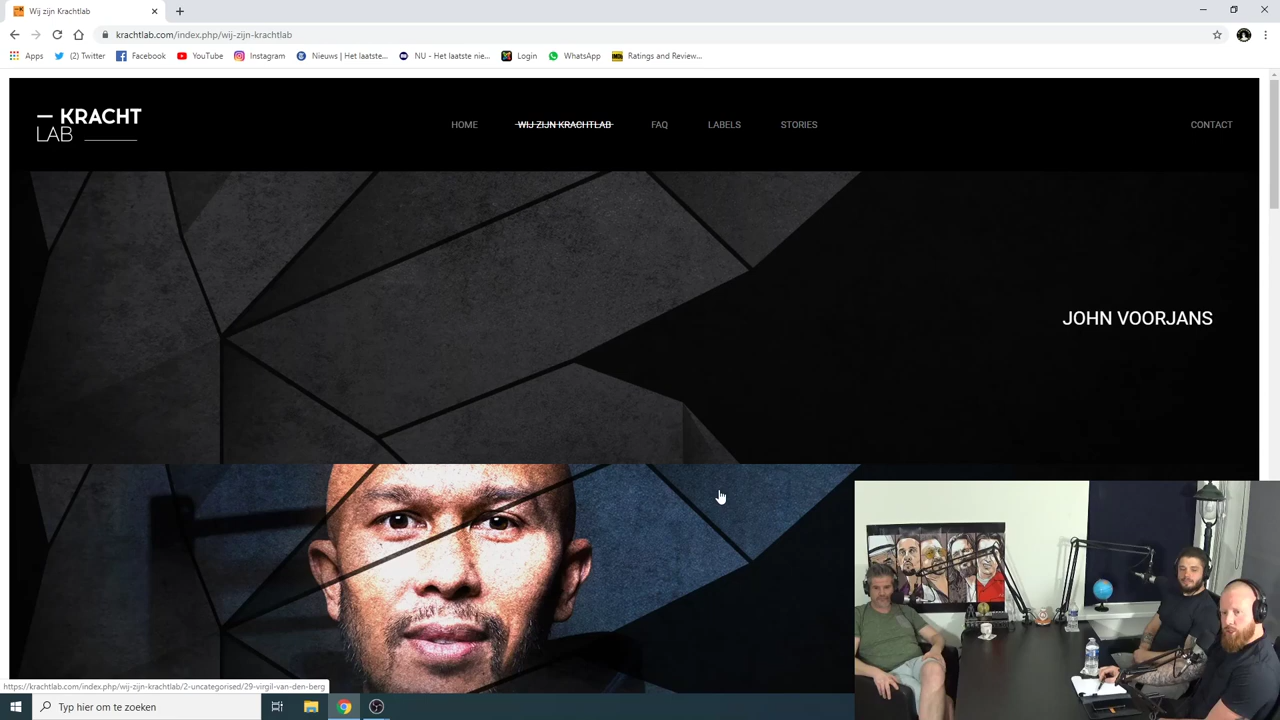 Wij zijn Krachtlab
krachtlab.com/index.php/wij-zijn-krachtlab
Apps
(2) Twitter
Facebook
YouTube
Instagram
Nieuws | Het laatste...
NU - Het laatste nie...
Login
WhatsApp
Ratings and Review...
— KRACHT
LAB
HOME
WIJ ZIJN KRACHTLAB
FAQ
LABELS
STORIES
CONTACT
JOHN VOORJANS
https://krachtlab.com/index.php/wij-zijn-krachtlab/2-uncategorised/29-virgil-van-den-berg
Typ hier om te zoeken